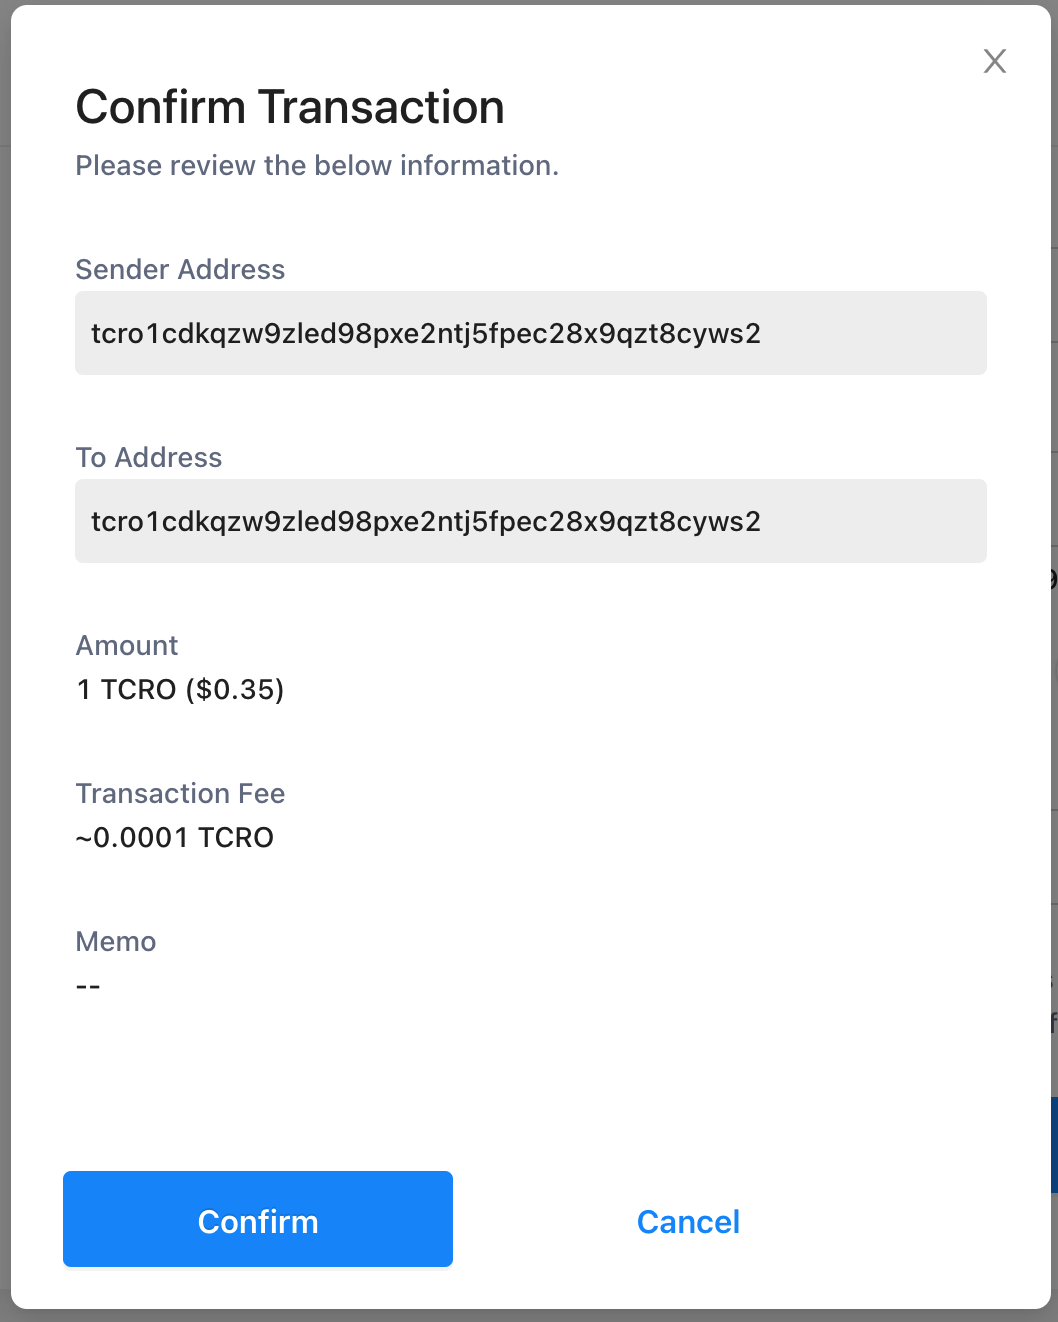 X
Confirm Transaction
Please review the below information.
Sender Address
tcro1cdkqzw9zled98pxe2ntj5fpec28x9qzt8cyws2
To Address
tcro1cdkqzw9zled98pxe2ntj5fpec28x9qzt8cyws2
Amount
1 TCRO ($0.35)
Transaction Fee
~0.0001 TCRO
Memo
--
Confirm
Cancel